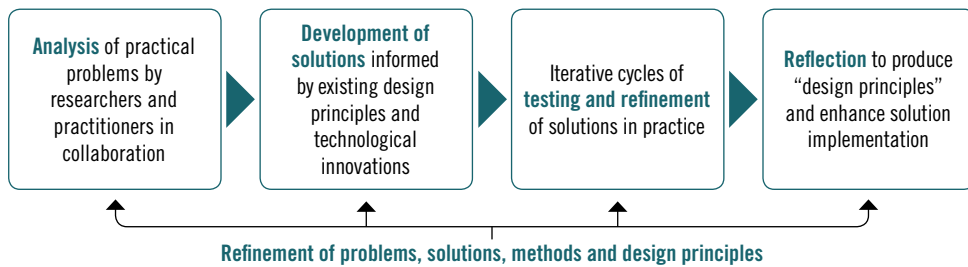 Analysis of practical
problems by
researchers and
practitioners in
collaboration
Development of
solutions informed
by existing design
principles and
technological
innovations
Iterative cycles of
testing and refinement
of solutions in practice
Reflection to produce
“design principles”
and enhance solution
implementation
Refinement of problems, solutions, methods and design principles